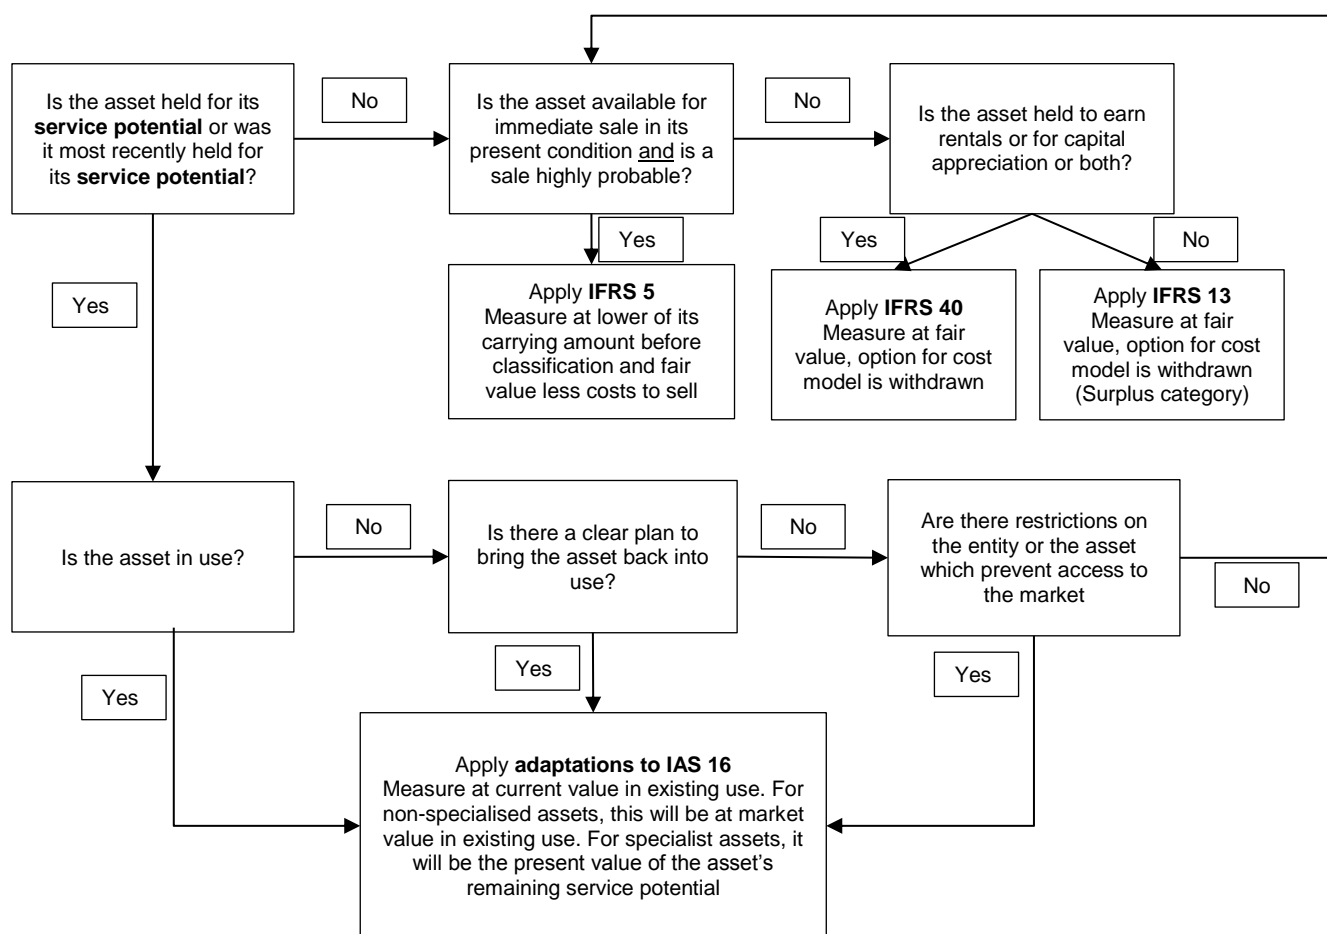 Is the asset held for its
service potential or was
it most recently held for
its service potential?
No
Is the asset available for
immediate sale in its
present condition and is a
sale highly probable?
No
Is the asset held to earn
rentals or for capital
appreciation or both?
Yes
Yes
Yes
No
Apply IFRS 5
Measure at lower of its
carrying amount before
classification and fair
value less costs to sell
Apply IFRS 40
Measure at fair
value, option for cost
model is withdrawn
Apply IFRS 13
Measure at fair
value, option for cost
model is withdrawn
(Surplus category)
Is the asset in use?
No
Is there a clear plan to
bring the asset back into
use?
No
Are there restrictions on
the entity or the asset
which prevent access to
the market
No
Yes
Yes
Yes
Apply adaptations to IAS 16
Measure at current value in existing use. For
non-specialised assets, this will be at market
value in existing use. For specialist assets, it
will be the present value of the asset’s
remaining service potential